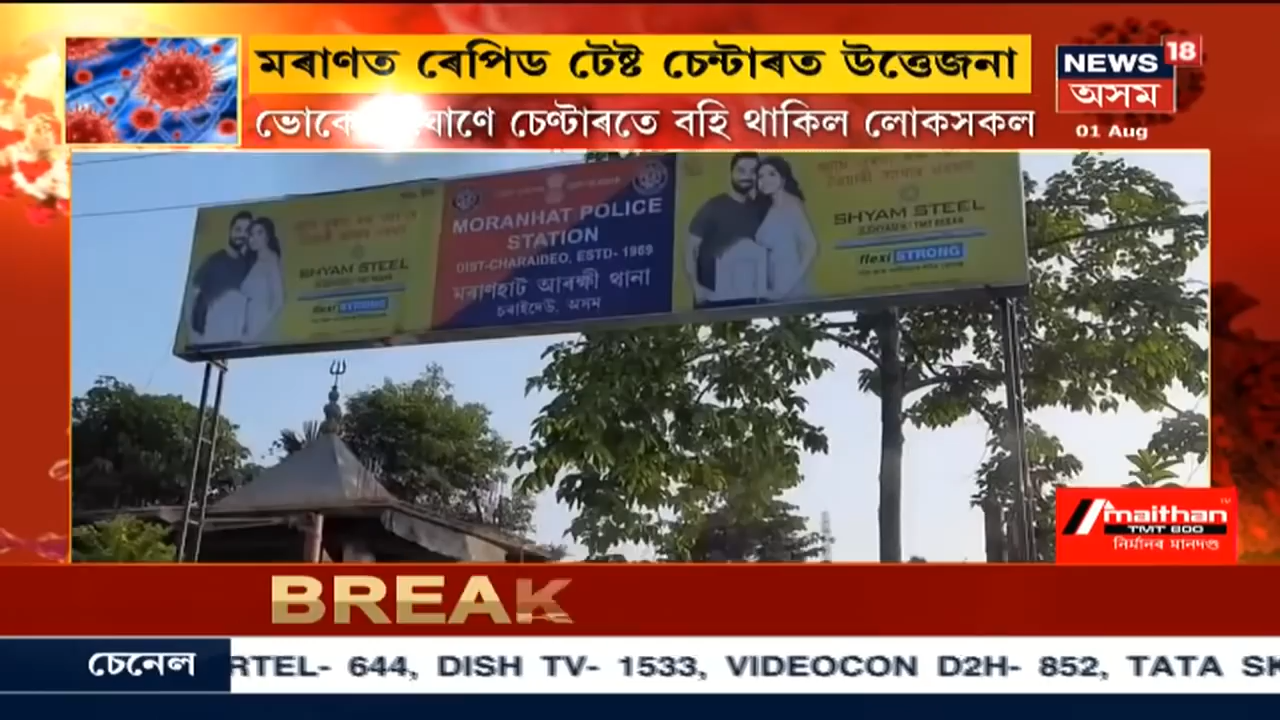 মৰাণত ৰেপিড টেষ্ট চেন্টাৰত উত্তেজনা
চেণ্টাৰতে বহি থাকিল লোকসকল
NEWS 18
অসম
01 Aug
MORANHAT POLICE
STATION
DIST-CHARAIDEO, ESTD- 1969
মৰাণহাট আৰক্ষী থানা
চৰাইদেউ, অসম
SHYAM STEEL
flexi STRONG
SHYAM STEEL
flexi STRONG
maithan
TMT 600
নিৰ্মানৰ মানদণ্ড
BREAK
চেনেল
RTEL- 644, DISH TV- 1533, VIDEOCON D2H- 852, TATA SK